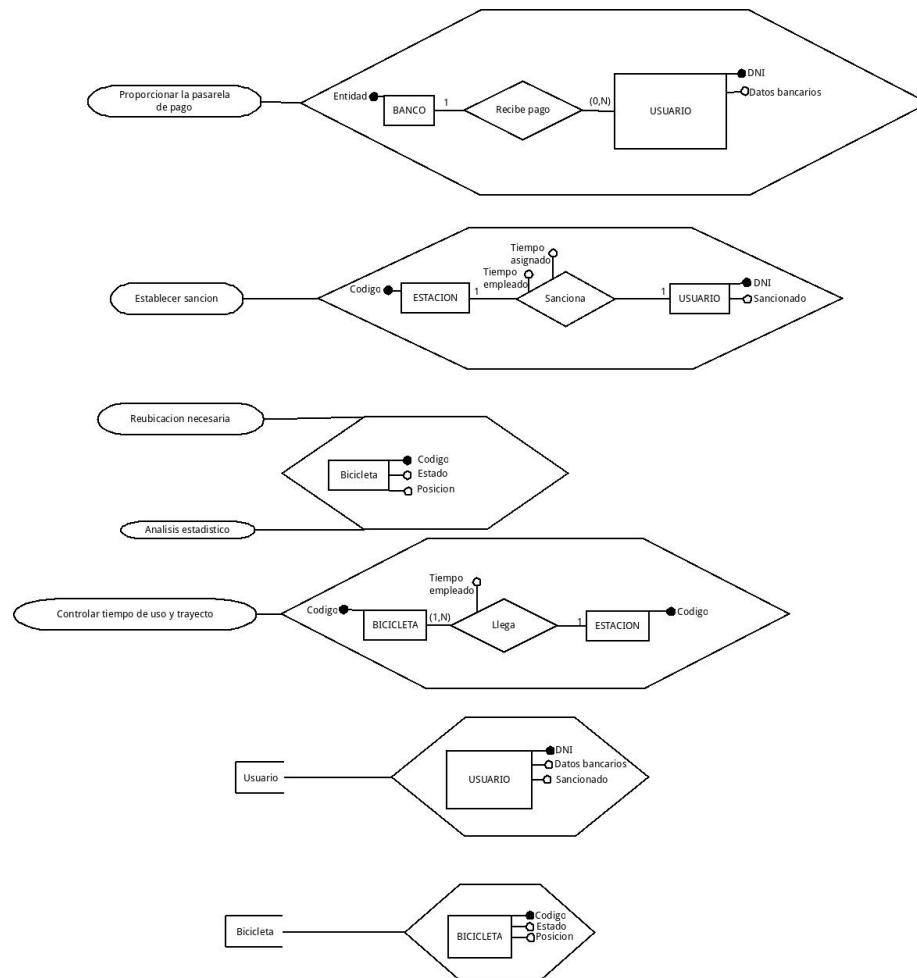 Proporcionar la pasarela
de pago
Entidad
BANCO
1
Recibe pago
(0,N)
USUARIO
DNI
Datos bancarios
Establecer sancion
Codigo
ESTACION
1
Tiempo
empleado
Tiempo
asignado
Sanciona
1
USUARIO
DNI
Sancionado
Reubicacion necesaria
Bicicleta
Codigo
Estado
Posicion
Analisis estadistico
Controlar tiempo de uso y trayecto
Codigo
BICICLETA
(1,N)
Tiempo
empleado
Llega
1
ESTACION
Codigo
Usuario
USUARIO
DNI
Datos bancarios
Sancionado
Bicicleta
BICICLETA
Codigo
Estado
Posicion